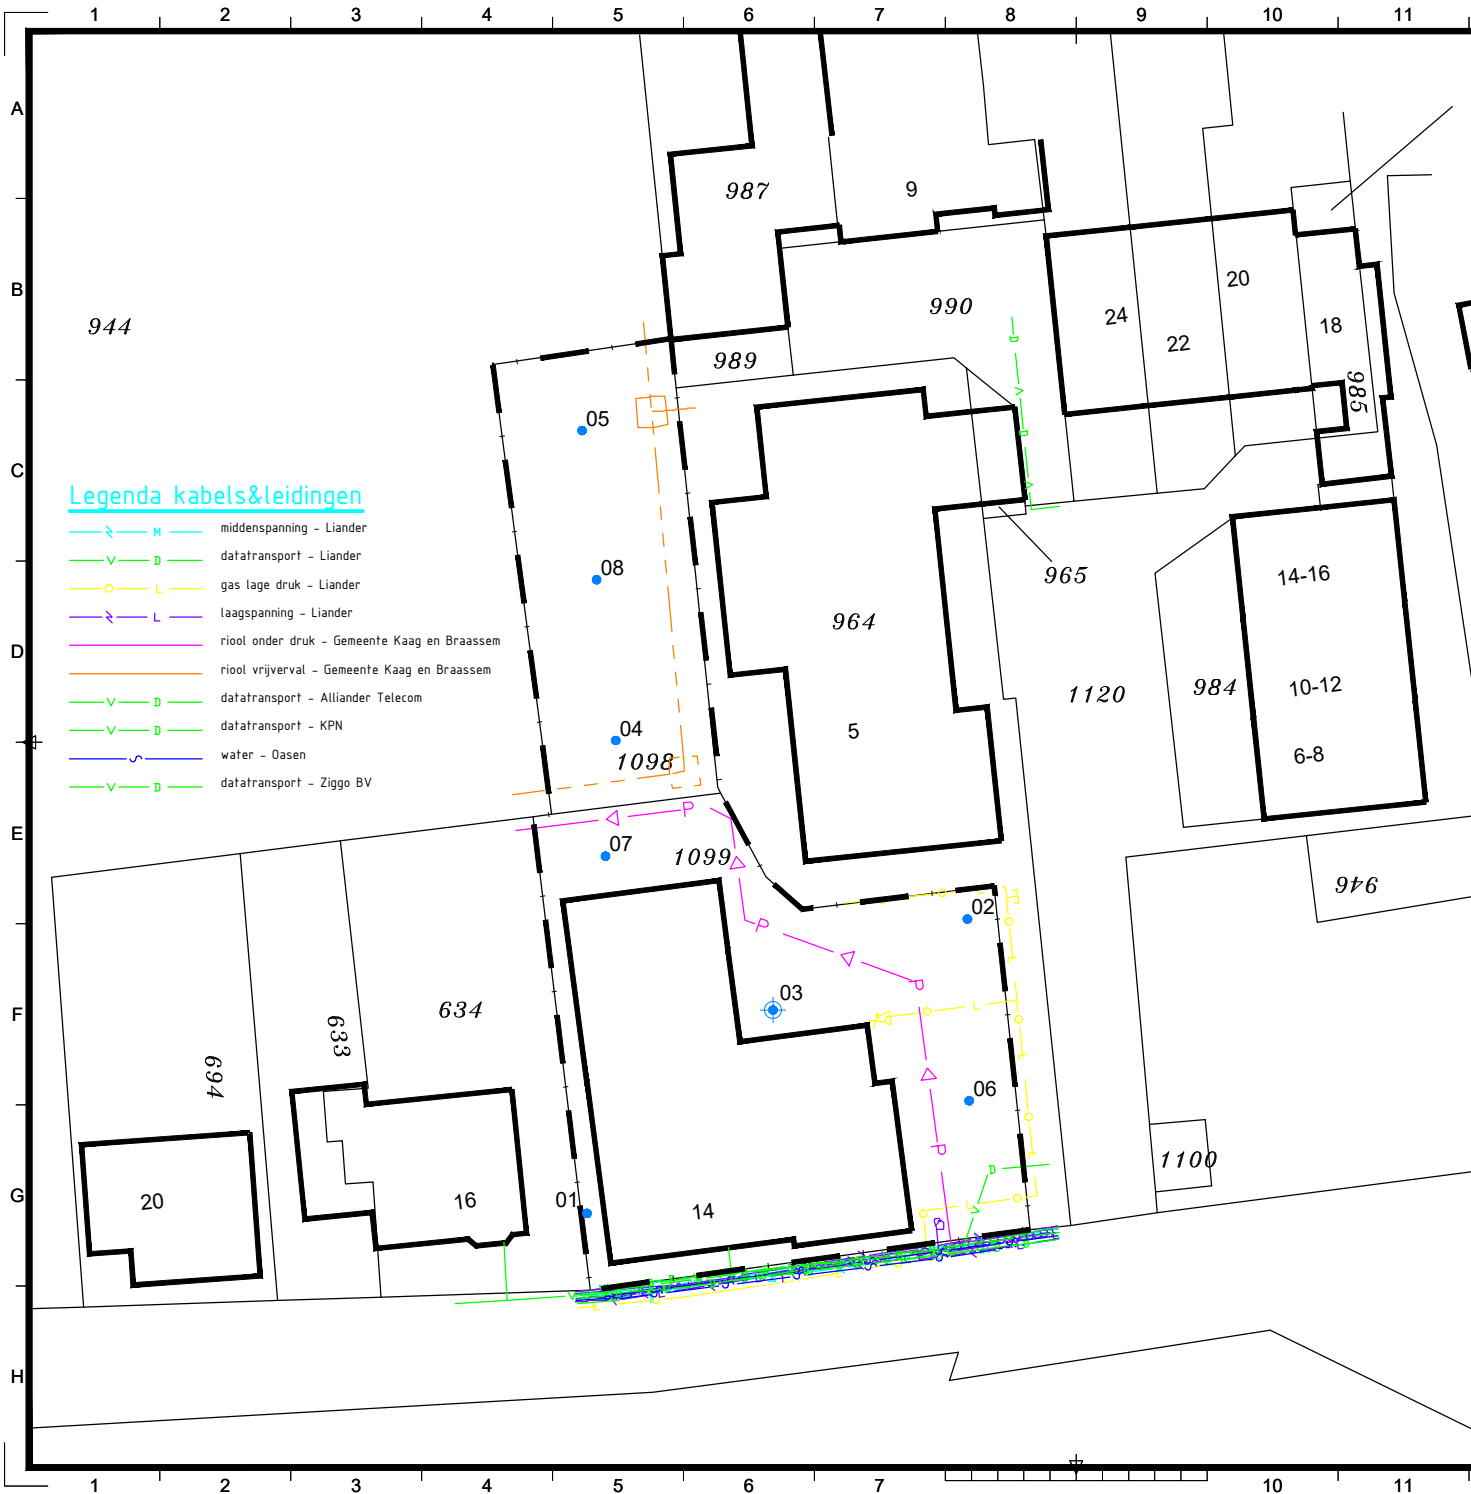 1 2 3 4 5 6 7 8 9 10 11
A
987
9
B
944
990
24
20
22
18
989
985
05
C
Legenda kabels&leidingen
M middenspanning - Liander
V D datatransport - Liander
L gas lage druk - Liander
L laagspanning - Liander
riool onder druk - Gemeente Kaag en Braassem
riool vrijverval - Gemeente Kaag en Braassem
V D datatransport - Alliander Telecom
V D datatransport - KPN
water - Oasen
V D datatransport - Ziggo BV
08
965
14-16
964
D
1120
984
10-12
04
5
1098
6-8
E
07
1099
946
02
03
F
634
633
694
06
1100
G
20
16
01
14
H
1 2 3 4 5 6 7 8 9 10 11